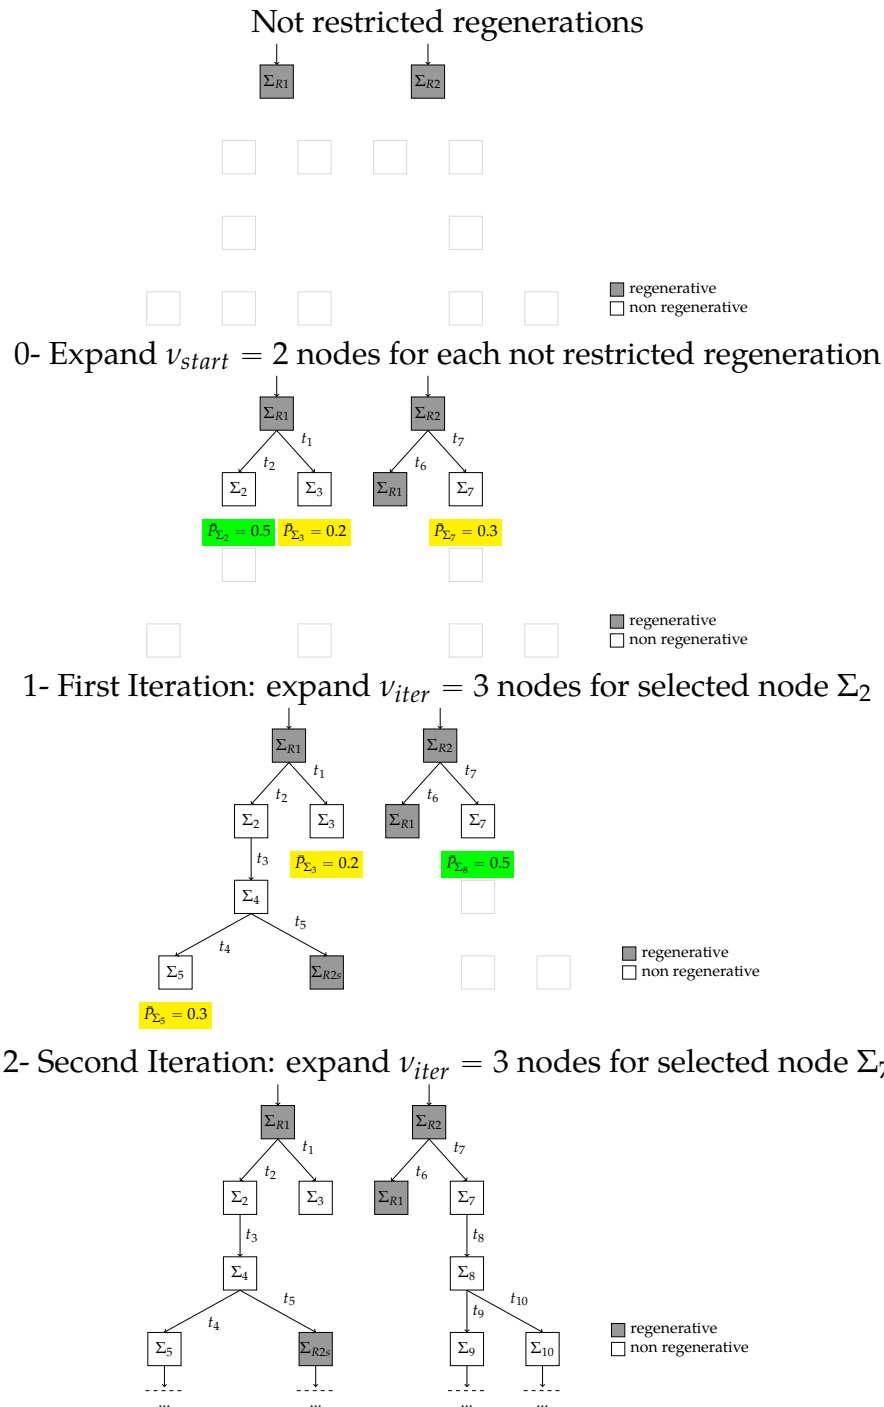 Not restricted regenerations
Σ_{R1} Σ_{R2}
regenerative
non regenerative
0- Expand ν_{start} = 2 nodes for each not restricted regeneration
Σ_{R1} Σ_{R2}
t_1 t_7
t_2 t_6
Σ_2 Σ_3 Σ_{R1} Σ_7
P̄_{Σ_2} = 0.5 P̄_{Σ_3} = 0.2 P̄_{Σ_7} = 0.3
regenerative
non regenerative
1- First Iteration: expand ν_{iter} = 3 nodes for selected node Σ_2
Σ_{R1} Σ_{R2}
t_1 t_7
t_2 t_6
Σ_2 Σ_3 Σ_{R1} Σ_7
t_3 P̄_{Σ_3} = 0.2 P̄_{Σ_8} = 0.5
Σ_4
t_5
t_4
regenerative
Σ_5 Σ_{R2s} non regenerative
P̄_{Σ_5} = 0.3
2- Second Iteration: expand ν_{iter} = 3 nodes for selected node Σ_7
Σ_{R1} Σ_{R2}
t_1 t_7
t_2 t_6
Σ_2 Σ_3 Σ_{R1} Σ_7
t_3 t_8
Σ_4 Σ_8
t_5 t_{10}
t_4 t_9
regenerative
Σ_5 Σ_{R2s} Σ_9 Σ_{10} non regenerative
... ... ... ...